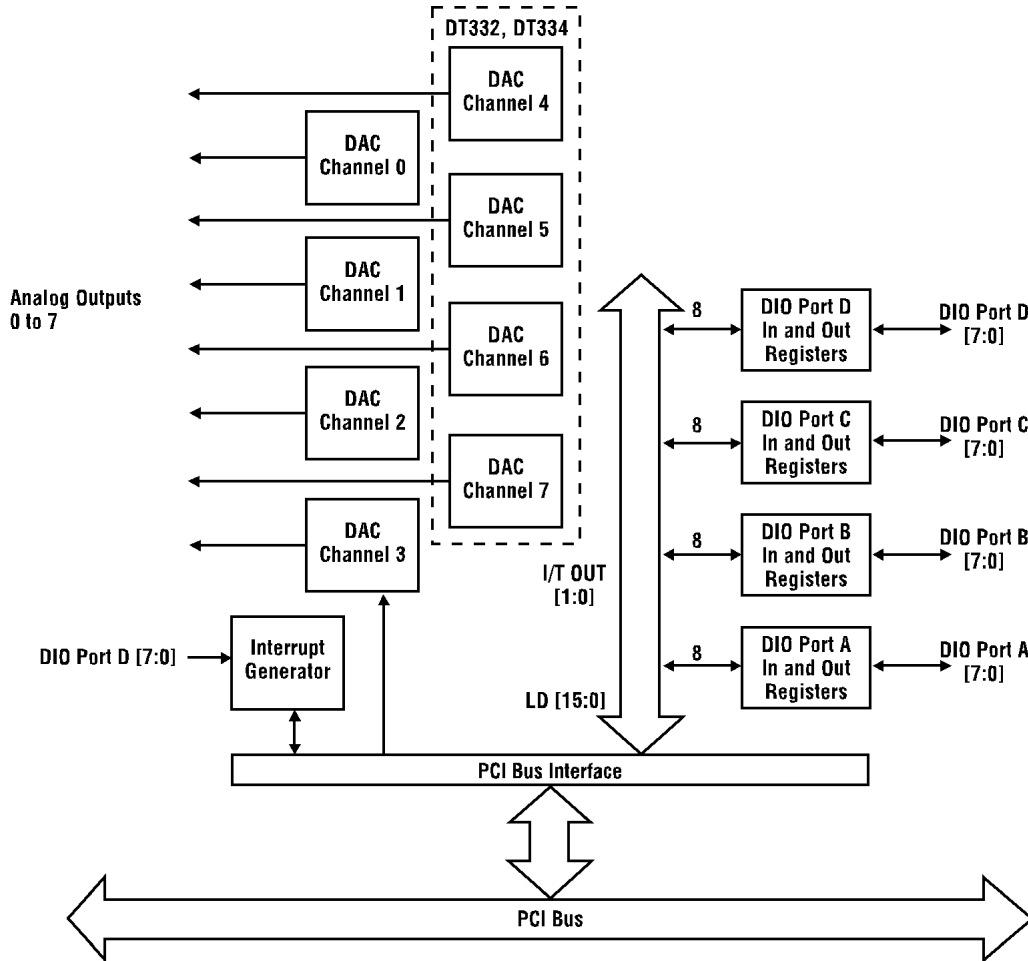 DT332, DT334
DAC
Channel 4
DAC
Channel 0
DAC
Channel 5
DAC
Channel 1
Analog Outputs
0 to 7
DAC
Channel 6
DAC
Channel 2
DAC
Channel 7
DAC
Channel 3
8
DIO Port D
In and Out
Registers
DIO Port D
[7:0]
8
DIO Port C
In and Out
Registers
DIO Port C
[7:0]
8
DIO Port B
In and Out
Registers
DIO Port B
[7:0]
I/T OUT
[1:0]
8
DIO Port A
In and Out
Registers
DIO Port A
[7:0]
LD [15:0]
DIO Port D [7:0]
Interrupt
Generator
PCI Bus Interface
PCI Bus